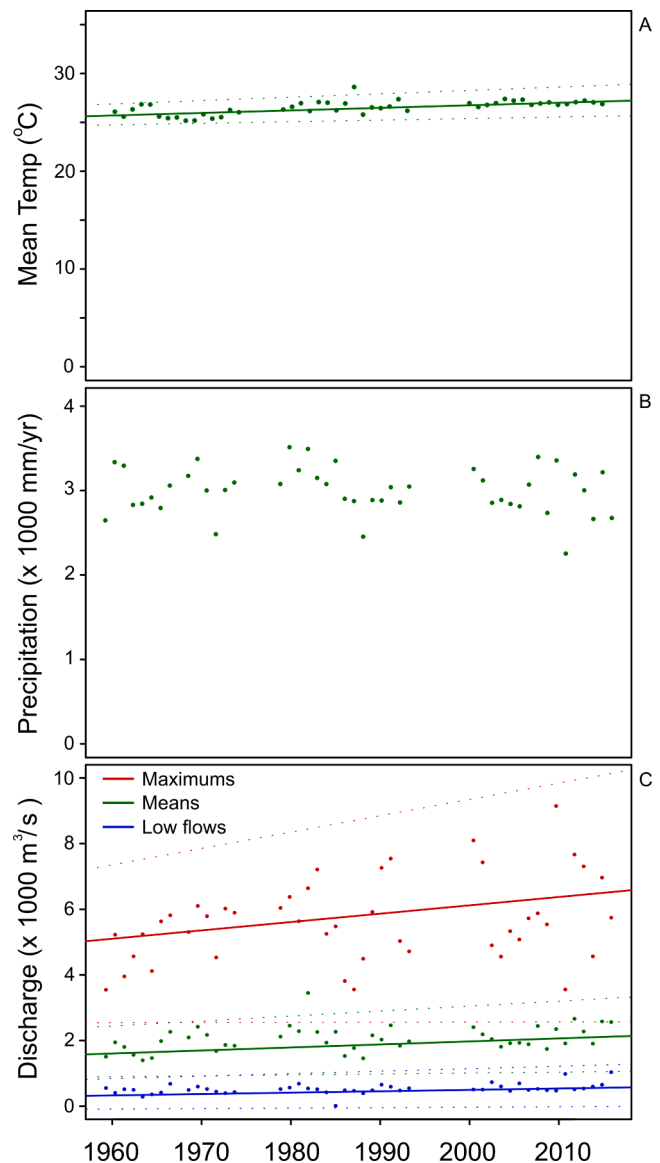 A
30
20
10
0
Mean Temp (°C)
B
4
3
2
1
0
Precipitation (x 1000 mm/yr)
C
Maximums
Means
Low flows
10
8
6
4
2
0
Discharge (x 1000 m³/s )
1960 1970 1980 1990 2000 2010